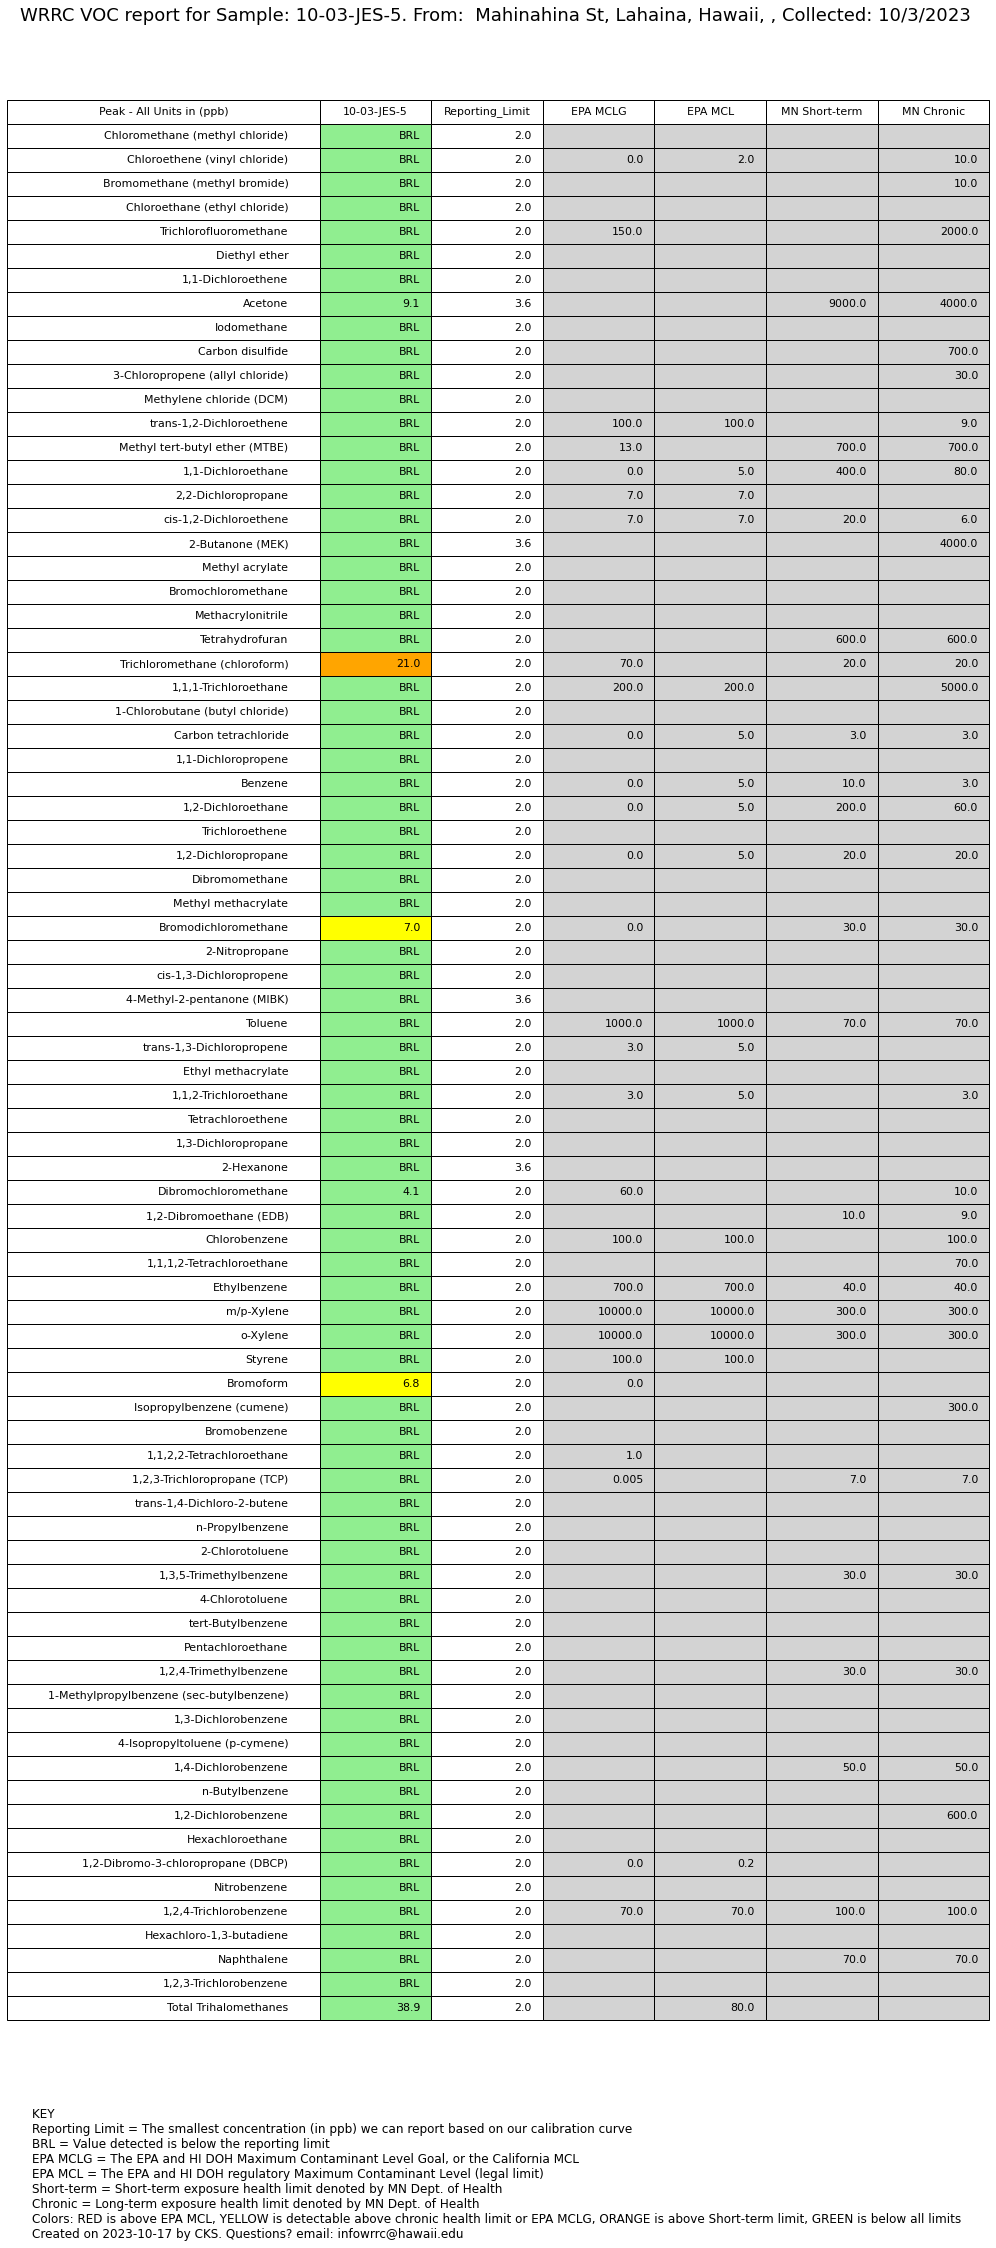 WRRC VOC report for Sample: 10-03-JES-5. From:  Mahinahina St, Lahaina, Hawaii, , Collected: 10/3/2023
Peak - All Units in (ppb) 10-03-JES-5 Reporting_Limit EPA MCLG EPA MCL MN Short-term MN Chronic
Chloromethane (methyl chloride) BRL 2.0
Chloroethene (vinyl chloride) BRL 2.0 0.0 2.0 10.0
Bromomethane (methyl bromide) BRL 2.0 10.0
Chloroethane (ethyl chloride) BRL 2.0
Trichlorofluoromethane BRL 2.0 150.0 2000.0
Diethyl ether BRL 2.0
1,1-Dichloroethene BRL 2.0
Acetone 9.1 3.6 9000.0 4000.0
Iodomethane BRL 2.0
Carbon disulfide BRL 2.0 700.0
3-Chloropropene (allyl chloride) BRL 2.0 30.0
Methylene chloride (DCM) BRL 2.0
trans-1,2-Dichloroethene BRL 2.0 100.0 100.0 9.0
Methyl tert-butyl ether (MTBE) BRL 2.0 13.0 700.0 700.0
1,1-Dichloroethane BRL 2.0 0.0 5.0 400.0 80.0
2,2-Dichloropropane BRL 2.0 7.0 7.0
cis-1,2-Dichloroethene BRL 2.0 7.0 7.0 20.0 6.0
2-Butanone (MEK) BRL 3.6 4000.0
Methyl acrylate BRL 2.0
Bromochloromethane BRL 2.0
Methacrylonitrile BRL 2.0
Tetrahydrofuran BRL 2.0 600.0 600.0
Trichloromethane (chloroform) 21.0 2.0 70.0 20.0 20.0
1,1,1-Trichloroethane BRL 2.0 200.0 200.0 5000.0
1-Chlorobutane (butyl chloride) BRL 2.0
Carbon tetrachloride BRL 2.0 0.0 5.0 3.0 3.0
1,1-Dichloropropene BRL 2.0
Benzene BRL 2.0 0.0 5.0 10.0 3.0
1,2-Dichloroethane BRL 2.0 0.0 5.0 200.0 60.0
Trichloroethene BRL 2.0
1,2-Dichloropropane BRL 2.0 0.0 5.0 20.0 20.0
Dibromomethane BRL 2.0
Methyl methacrylate BRL 2.0
Bromodichloromethane 7.0 2.0 0.0 30.0 30.0
2-Nitropropane BRL 2.0
cis-1,3-Dichloropropene BRL 2.0
4-Methyl-2-pentanone (MIBK) BRL 3.6
Toluene BRL 2.0 1000.0 1000.0 70.0 70.0
trans-1,3-Dichloropropene BRL 2.0 3.0 5.0
Ethyl methacrylate BRL 2.0
1,1,2-Trichloroethane BRL 2.0 3.0 5.0 3.0
Tetrachloroethene BRL 2.0
1,3-Dichloropropane BRL 2.0
2-Hexanone BRL 3.6
Dibromochloromethane 4.1 2.0 60.0 10.0
1,2-Dibromoethane (EDB) BRL 2.0 10.0 9.0
Chlorobenzene BRL 2.0 100.0 100.0 100.0
1,1,1,2-Tetrachloroethane BRL 2.0 70.0
Ethylbenzene BRL 2.0 700.0 700.0 40.0 40.0
m/p-Xylene BRL 2.0 10000.0 10000.0 300.0 300.0
o-Xylene BRL 2.0 10000.0 10000.0 300.0 300.0
Styrene BRL 2.0 100.0 100.0
Bromoform 6.8 2.0 0.0
Isopropylbenzene (cumene) BRL 2.0 300.0
Bromobenzene BRL 2.0
1,1,2,2-Tetrachloroethane BRL 2.0 1.0
1,2,3-Trichloropropane (TCP) BRL 2.0 0.005 7.0 7.0
trans-1,4-Dichloro-2-butene BRL 2.0
n-Propylbenzene BRL 2.0
2-Chlorotoluene BRL 2.0
1,3,5-Trimethylbenzene BRL 2.0 30.0 30.0
4-Chlorotoluene BRL 2.0
tert-Butylbenzene BRL 2.0
Pentachloroethane BRL 2.0
1,2,4-Trimethylbenzene BRL 2.0 30.0 30.0
1-Methylpropylbenzene (sec-butylbenzene) BRL 2.0
1,3-Dichlorobenzene BRL 2.0
4-Isopropyltoluene (p-cymene) BRL 2.0
1,4-Dichlorobenzene BRL 2.0 50.0 50.0
n-Butylbenzene BRL 2.0
1,2-Dichlorobenzene BRL 2.0 600.0
Hexachloroethane BRL 2.0
1,2-Dibromo-3-chloropropane (DBCP) BRL 2.0 0.0 0.2
Nitrobenzene BRL 2.0
1,2,4-Trichlorobenzene BRL 2.0 70.0 70.0 100.0 100.0
Hexachloro-1,3-butadiene BRL 2.0
Naphthalene BRL 2.0 70.0 70.0
1,2,3-Trichlorobenzene BRL 2.0
Total Trihalomethanes 38.9 2.0 80.0
KEY
Reporting Limit = The smallest concentration (in ppb) we can report based on our calibration curve
BRL = Value detected is below the reporting limit
EPA MCLG = The EPA and HI DOH Maximum Contaminant Level Goal, or the California MCL
EPA MCL = The EPA and HI DOH regulatory Maximum Contaminant Level (legal limit)
Short-term = Short-term exposure health limit denoted by MN Dept. of Health
Chronic = Long-term exposure health limit denoted by MN Dept. of Health
Colors: RED is above EPA MCL, YELLOW is detectable above chronic health limit or EPA MCLG, ORANGE is above Short-term limit, GREEN is below all limits
Created on 2023-10-17 by CKS. Questions? email: infowrrc@hawaii.edu